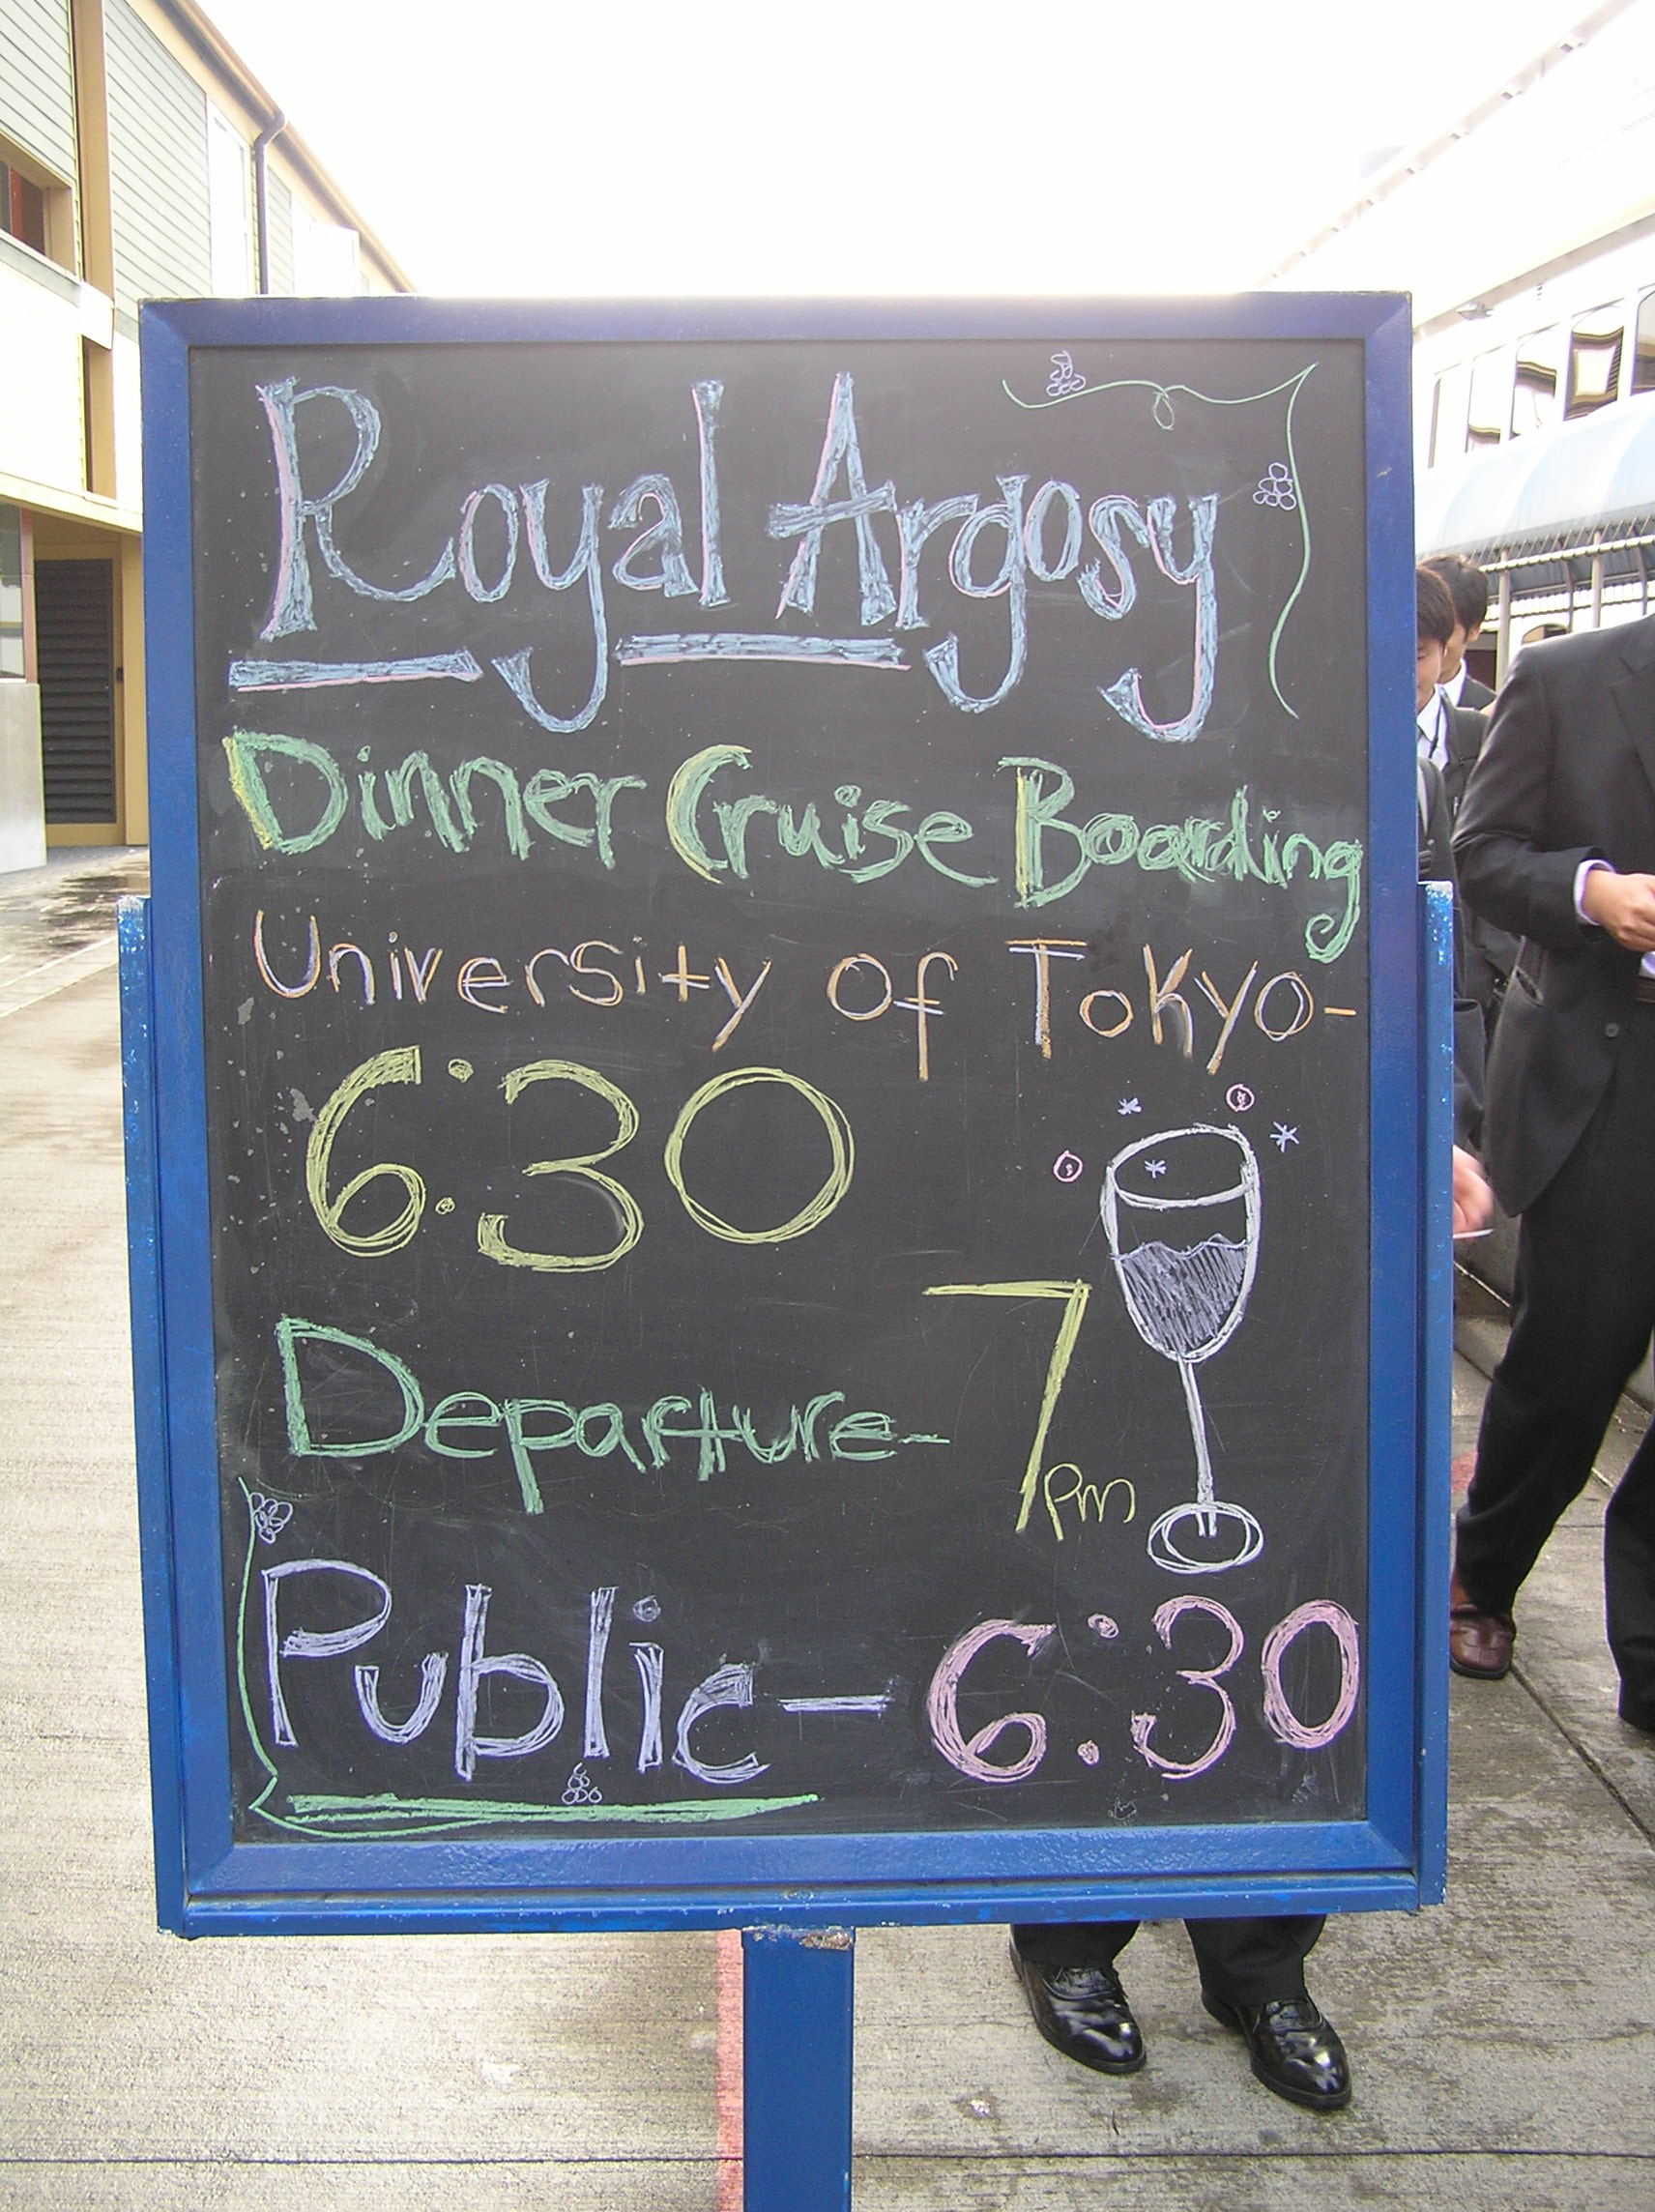 Royal Argosy
Dinner Cruise Boarding
University of Tokyo-
6:30
Departure- 7pm
Public- 6:30